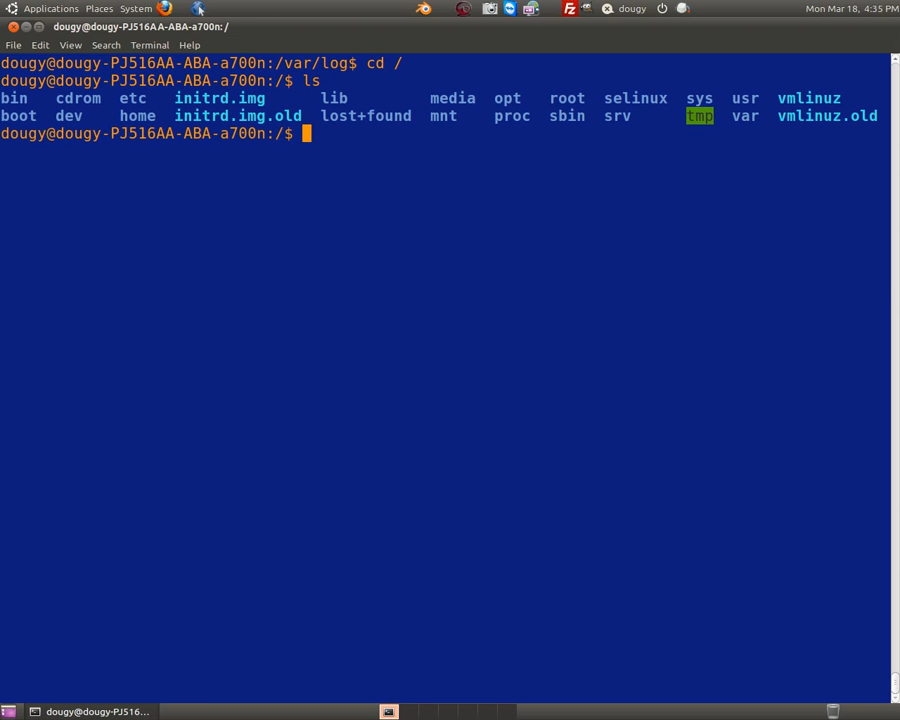 Applications Places System dougy Mon Mar 18, 4:35 PM
dougy@dougy-PJ516AA-ABA-a700n: /
File Edit View Search Terminal Help
dougy@dougy-PJ516AA-ABA-a700n:/var/log$ cd /
dougy@dougy-PJ516AA-ABA-a700n:/$ ls
bin cdrom etc initrd.img lib media opt root selinux sys usr vmlinuz
boot dev home initrd.img.old lost+found mnt proc sbin srv tmp var vmlinuz.old
dougy@dougy-PJ516AA-ABA-a700n:/$
dougy@dougy-PJ516...